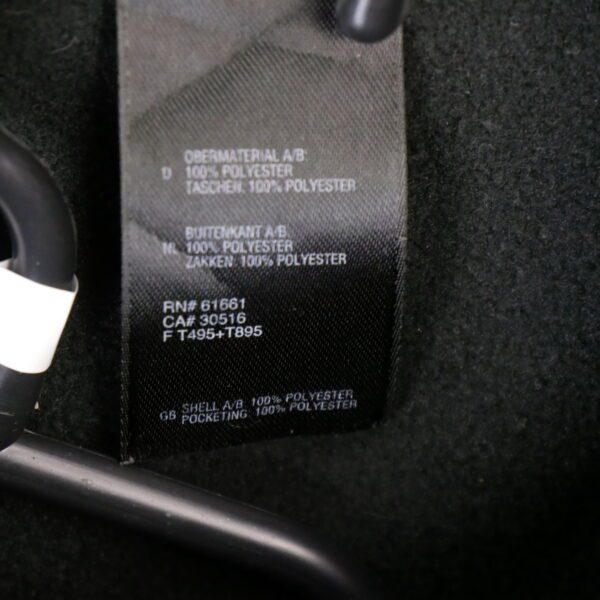 OBERMATERIAL A/B:
D 100% POLYESTER
TASCHEN: 100% POLYESTER
BUITENKANT A/B
NL 100% POLYESTER
ZAKKEN: 100% POLYESTER
RN# 61661
CA# 30516
F T495+T895
GB SHELL A/B: 100% POLYESTER
POCKETING: 100% POLYESTER